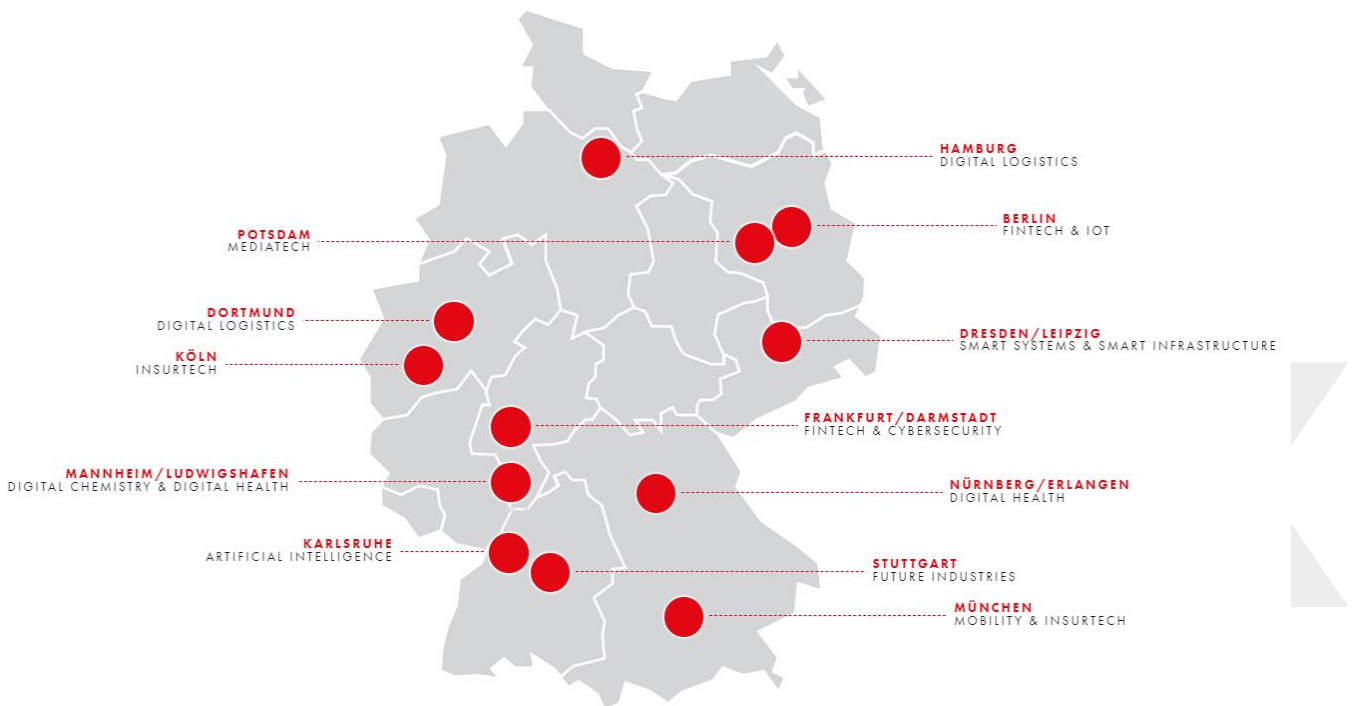 HAMBURG
DIGITAL LOGISTICS
BERLIN
FINTECH & IOT
POTSDAM
MEDIATECH
DORTMUND
DIGITAL LOGISTICS
DRESDEN/LEIPZIG
SMART SYSTEMS & SMART INFRASTRUCTURE
KÖLN
INSURTECH
FRANKFURT/DARMSTADT
FINTECH & CYBERSECURITY
MANNHEIM/LUDWIGSHAFEN
DIGITAL CHEMISTRY & DIGITAL HEALTH
NÜRNBERG/ERLANGEN
DIGITAL HEALTH
KARLSRUHE
ARTIFICIAL INTELLIGENCE
STUTTGART
FUTURE INDUSTRIES
MÜNCHEN
MOBILITY & INSURTECH